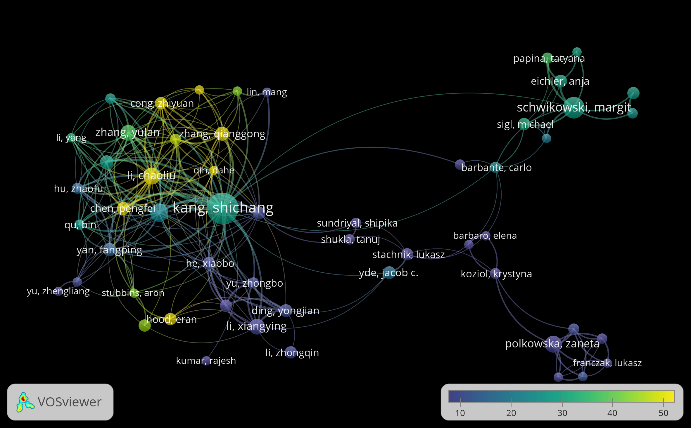 papina, tatyana
eichler, anja
schwikowski, margit
sigl, michael
barbante, carlo
lin, mang
cong, zhiyuan
zhang, yulan
zhang, qianggong
li, yang
li, chaoliu
qin, dahe
hu, zhaofu
chen, pengfei
kang, shichang
qu, bin
sundriyal, shipika
shukla, tanuj
barbaro, elena
yan, fangping
stachnik, lukasz
he, xiaobo
yde, jacob c.
koziol, krystyna
yu, zhengliang
stubbins, aron
yu, zhongbo
ding, yongjian
hood, eran
li, xiangying
polkowska, zaneta
li, zhongqin
kumar, rajesh
franczak, lukasz
VOSviewer
10 20 30 40 50